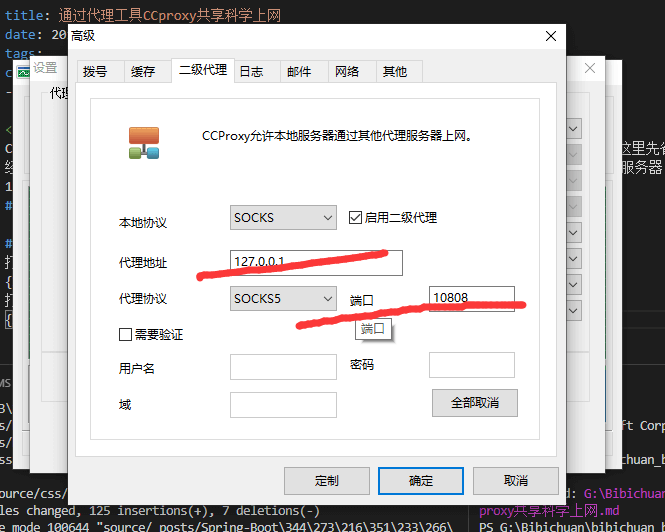 title: 通过代理工具CCproxy共享科学上网
date: 20
高级
tags:
设置
拨号
缓存
二级代理
日志
邮件
网络
其他
代理
CCProxy允许本地服务器通过其他代理服务器上网。
这里先省
服务器
本地协议
SOCKS
启用二级代理
代理地址
127.0.0.1
代理协议
SOCKS5
端口
10808
端口
需要验证
用户名
密码
域
全部取消
定制
确定
取消
ft Corp
chuan_b
ource/css/
d: G:\Bibichuan
les changed, 125 insertions(+), 7 deletions(-)
proxy共享科学上网.md
e mode 100644 "source/_posts/Spring-Boot\344\273\216\351\233\266\
PS G:\Bibichuan\bibichuan_b